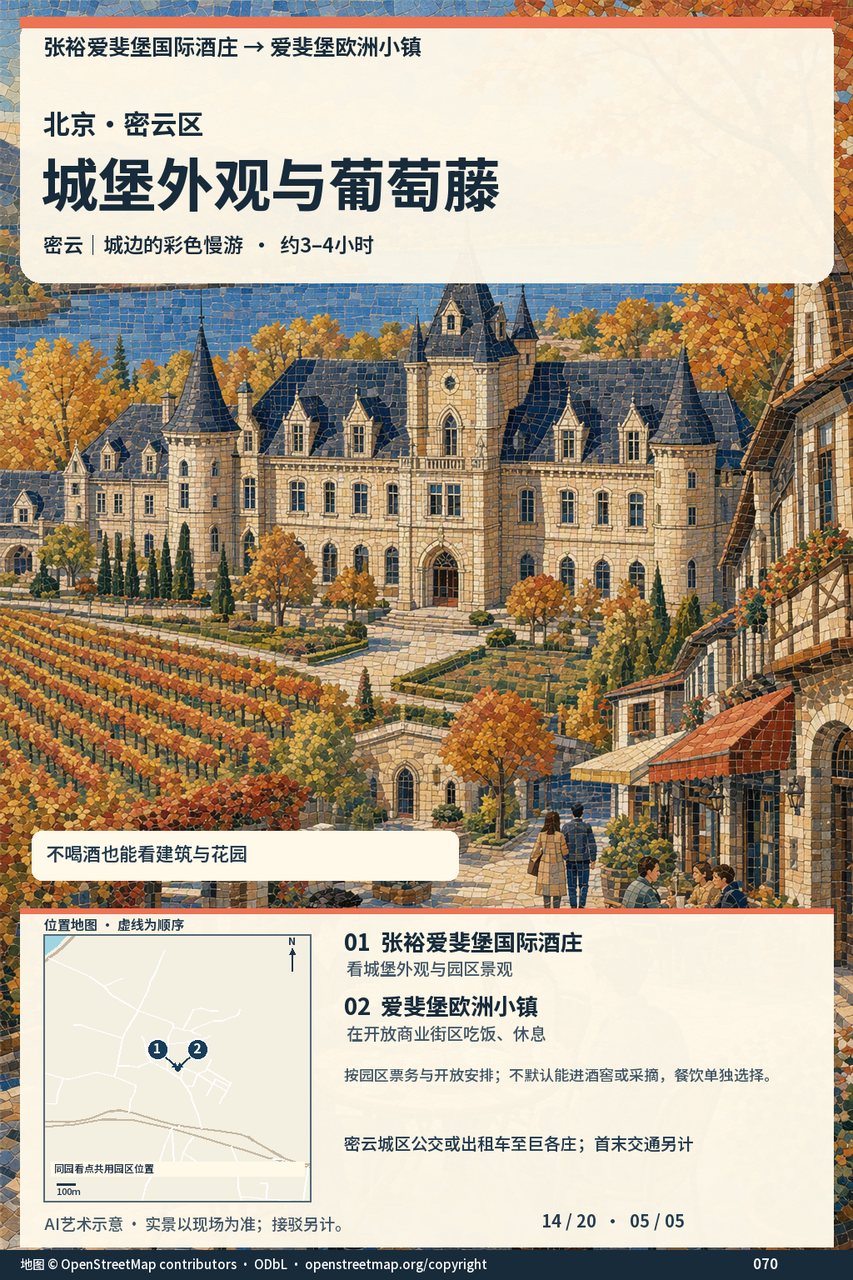 张裕爱斐堡国际酒庄 → 爱斐堡欧洲小镇
北京・密云区
城堡外观与葡萄藤
密云｜城边的彩色慢游 • 约3–4小时
不喝酒也能看建筑与花园
位置地图 • 虚线为顺序
N
1 2
同园看点共用园区位置
100m
01 张裕爱斐堡国际酒庄
看城堡外观与园区景观
02 爱斐堡欧洲小镇
在开放商业街区吃饭、休息
按园区票务与开放安排；不默认能进酒窖或采摘，餐饮单独选择。
密云城区公交或出租车至巨各庄；首末交通另计
AI艺术示意・实景以现场为准；接驳另计。
14 / 20 • 05 / 05
地图 © OpenStreetMap contributors • ODbL • openstreetmap.org/copyright
070